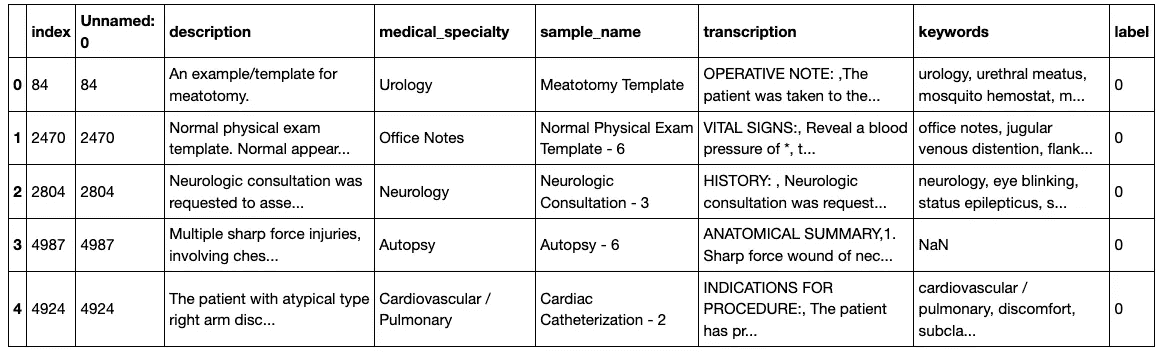 index Unnamed: 0 description medical_specialty sample_name transcription keywords label
0 84 84 An example/template for meatotomy. Urology Meatotomy Template OPERATIVE NOTE: ,The patient was taken to the... urology, urethral meatus, mosquito hemostat, m... 0
1 2470 2470 Normal physical exam template. Normal appear... Office Notes Normal Physical Exam Template - 6 VITAL SIGNS:, Reveal a blood pressure of *, t... office notes, jugular venous distention, flank... 0
2 2804 2804 Neurologic consultation was requested to asse... Neurology Neurologic Consultation - 3 HISTORY: , Neurologic consultation was request... neurology, eye blinking, status epilepticus, s... 0
3 4987 4987 Multiple sharp force injuries, involving ches... Autopsy Autopsy - 6 ANATOMICAL SUMMARY,1. Sharp force wound of nec... NaN 0
4 4924 4924 The patient with atypical type right arm disc... Cardiovascular / Pulmonary Cardiac Catheterization - 2 INDICATIONS FOR PROCEDURE:, The patient has pr... cardiovascular / pulmonary, discomfort, subcla... 0